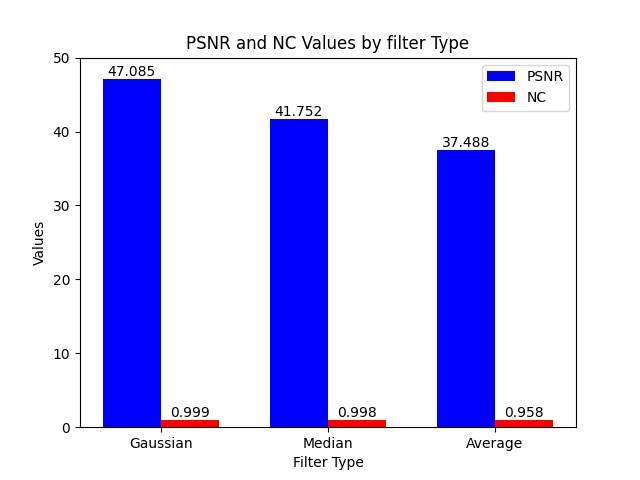 PSNR and NC Values by filter Type
PSNR
NC
47.085
41.752
37.488
0.999
0.998
0.958
50
40
30
20
10
0
Values
Gaussian
Median
Average
Filter Type